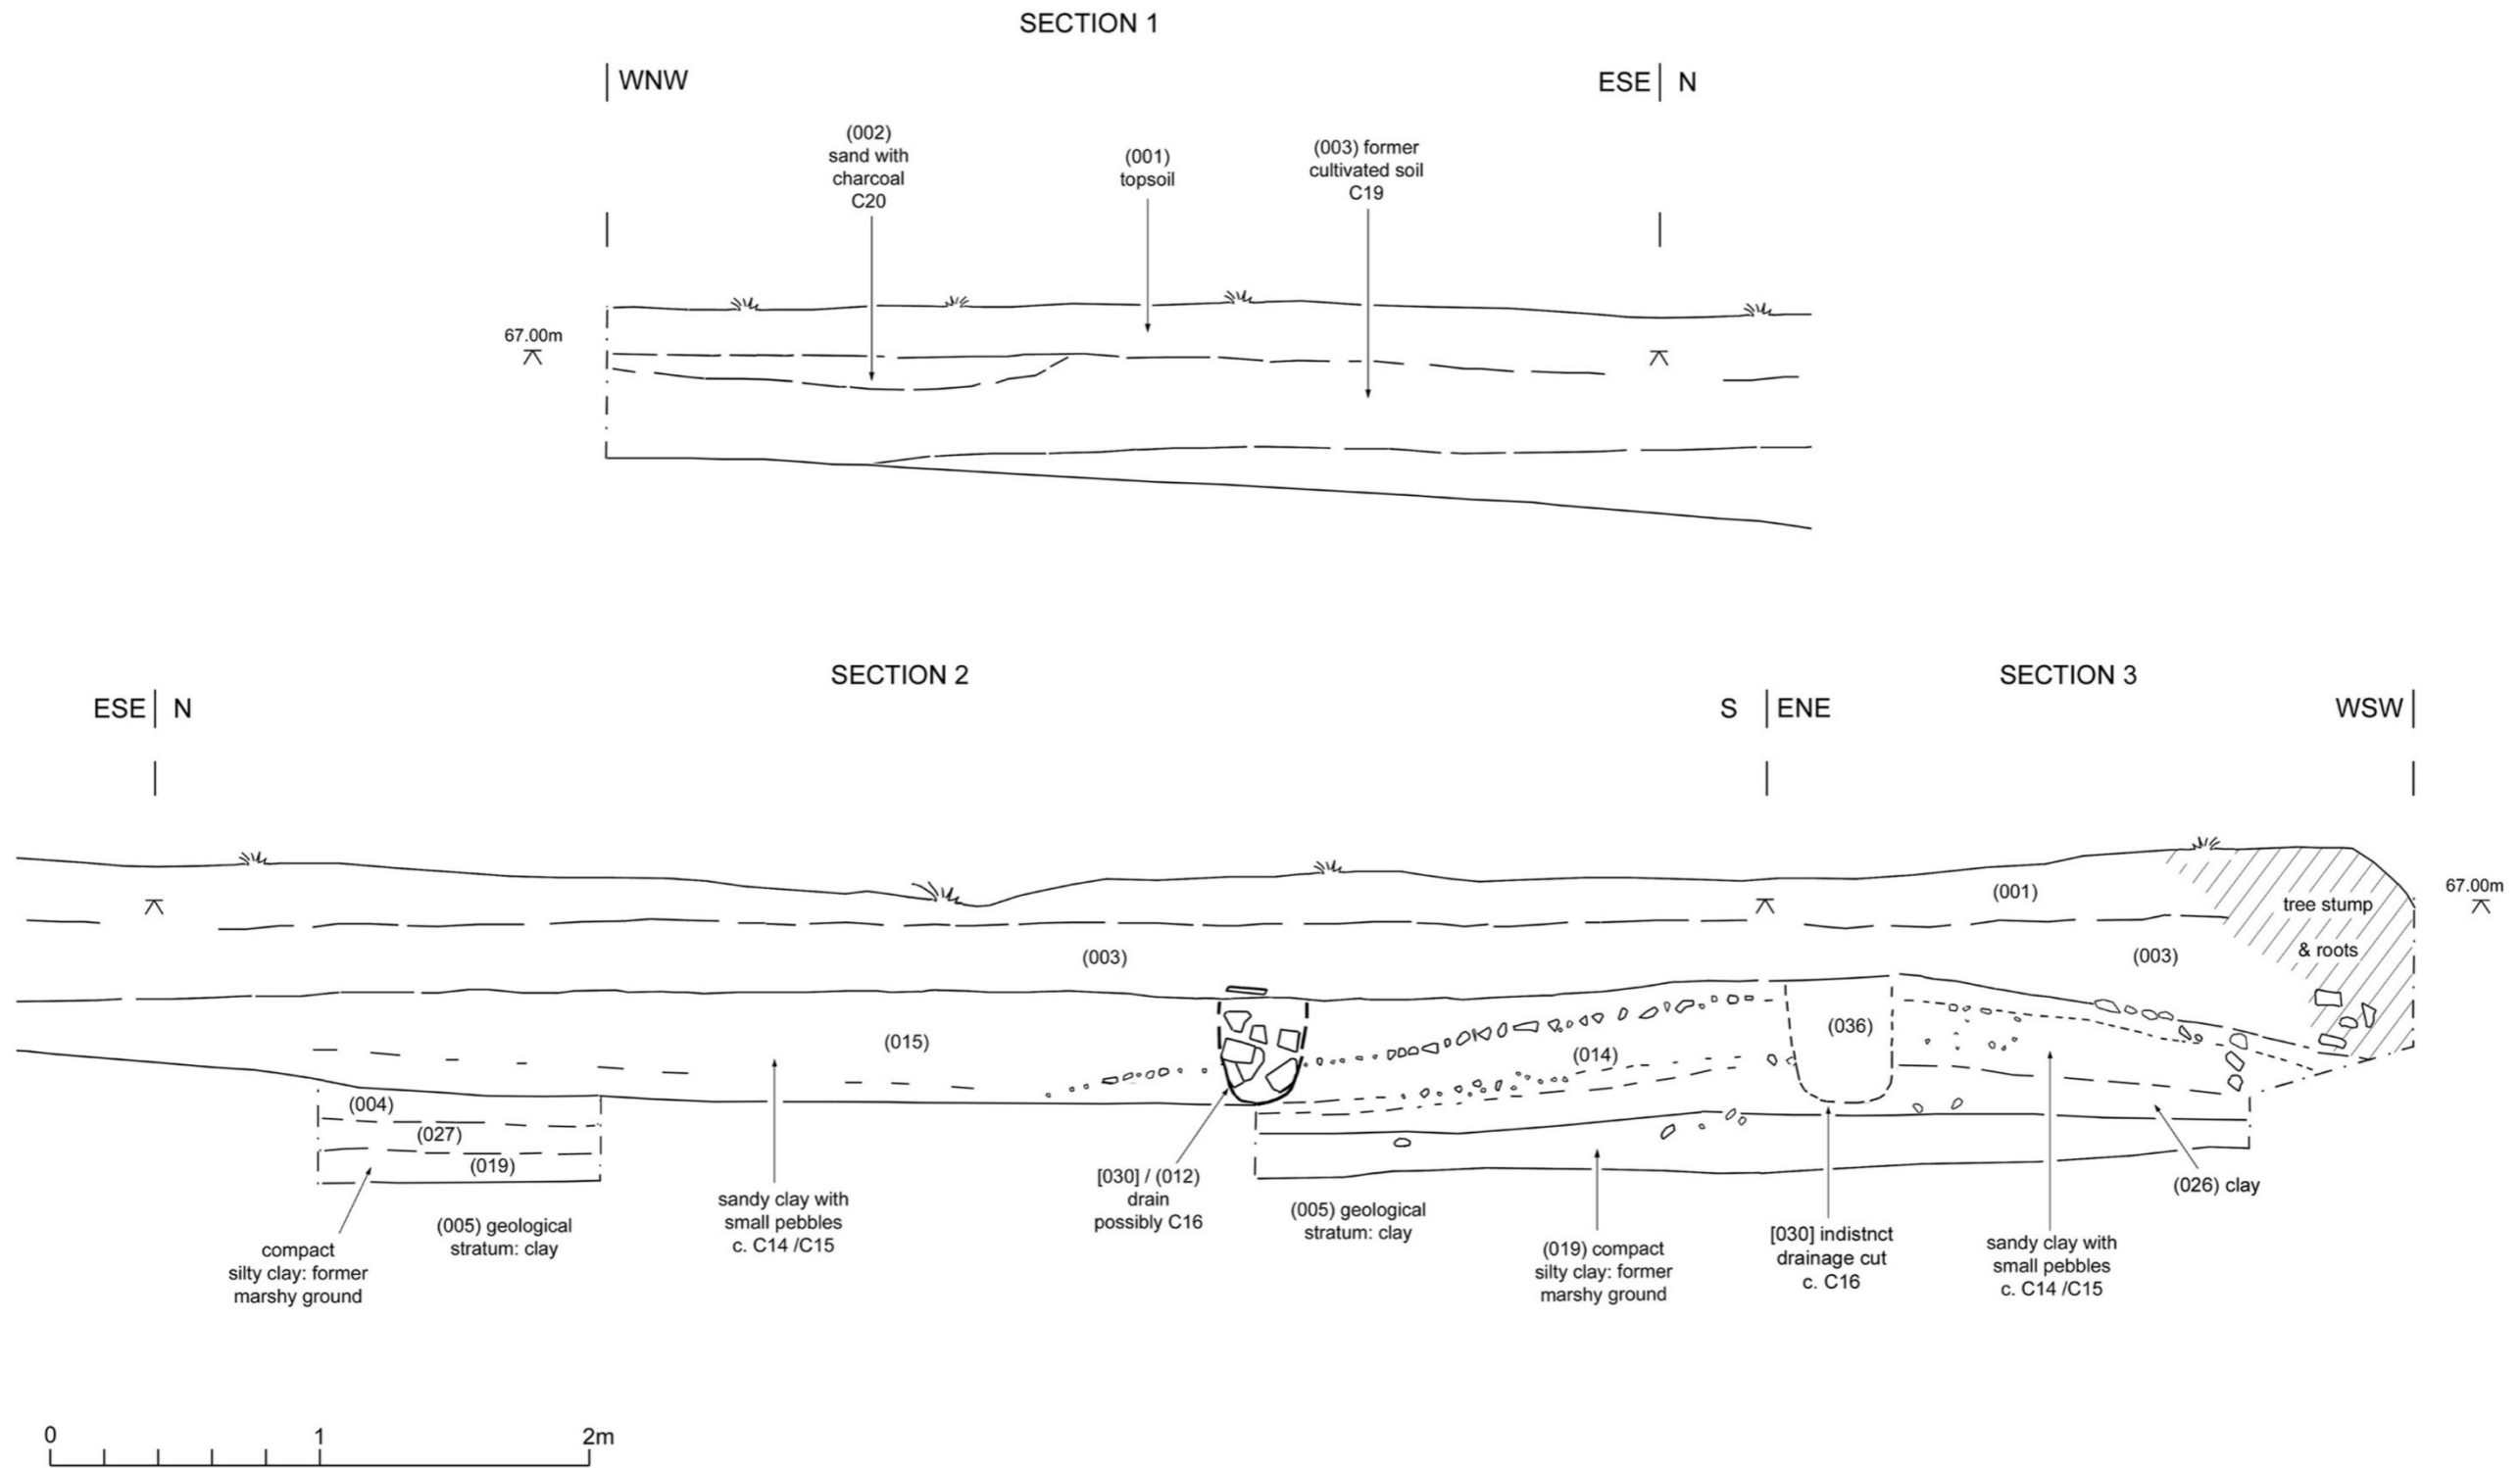 SECTION 1
WNW
ESE N
(002)
sand with
charcoal
C20
(001)
topsoil
(003) former
cultivated soil
C19
67.00m
SECTION 2
SECTION 3
ESE N
S ENE
WSW
67.00m
(001)
tree stump
& roots
(003)
(003)
(015)
(036)
(014)
(004)
(027)
(019)
compact
silty clay: former
marshy ground
(005) geological
stratum: clay
sandy clay with
small pebbles
c. C14 /C15
[030] / (012)
drain
possibly C16
(005) geological
stratum: clay
(019) compact
silty clay: former
marshy ground
[030] indistnct
drainage cut
c. C16
sandy clay with
small pebbles
c. C14 /C15
(026) clay
0 1 2m